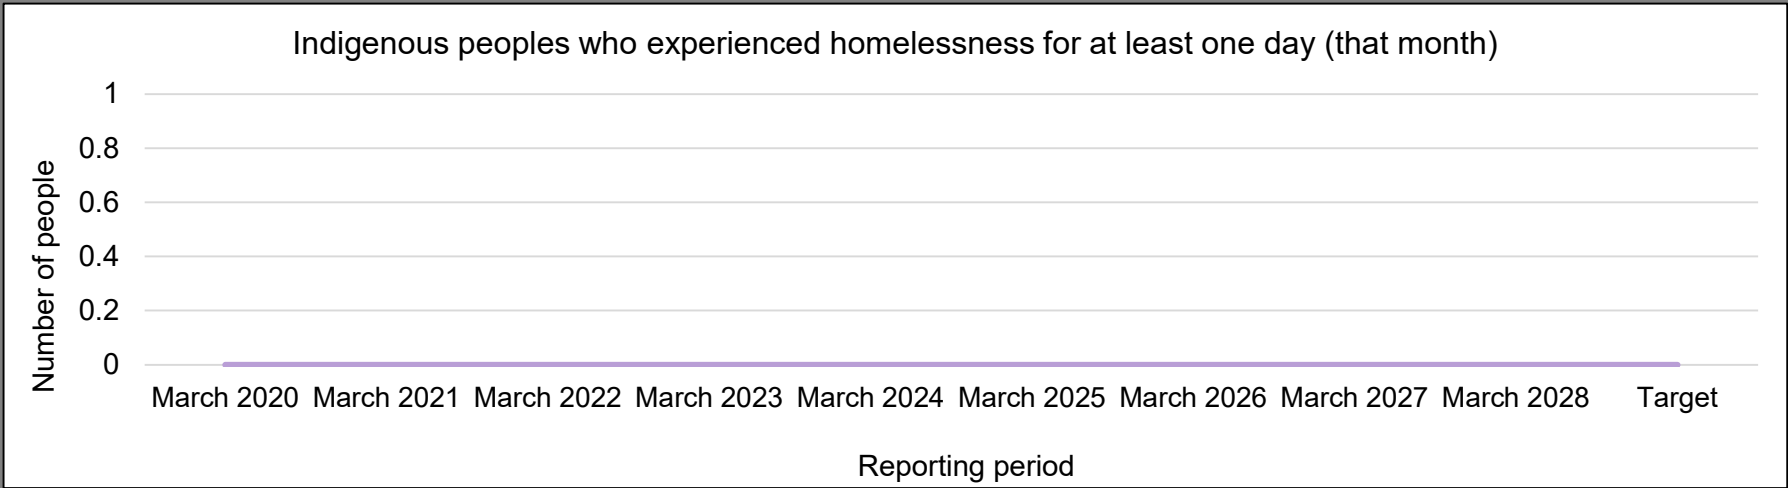 Indigenous peoples who experienced homelessness for at least one day (that month)
Number of people
1
0.8
0.6
0.4
0.2
0
March 2020 March 2021 March 2022 March 2023 March 2024 March 2025 March 2026 March 2027 March 2028 Target
Reporting period